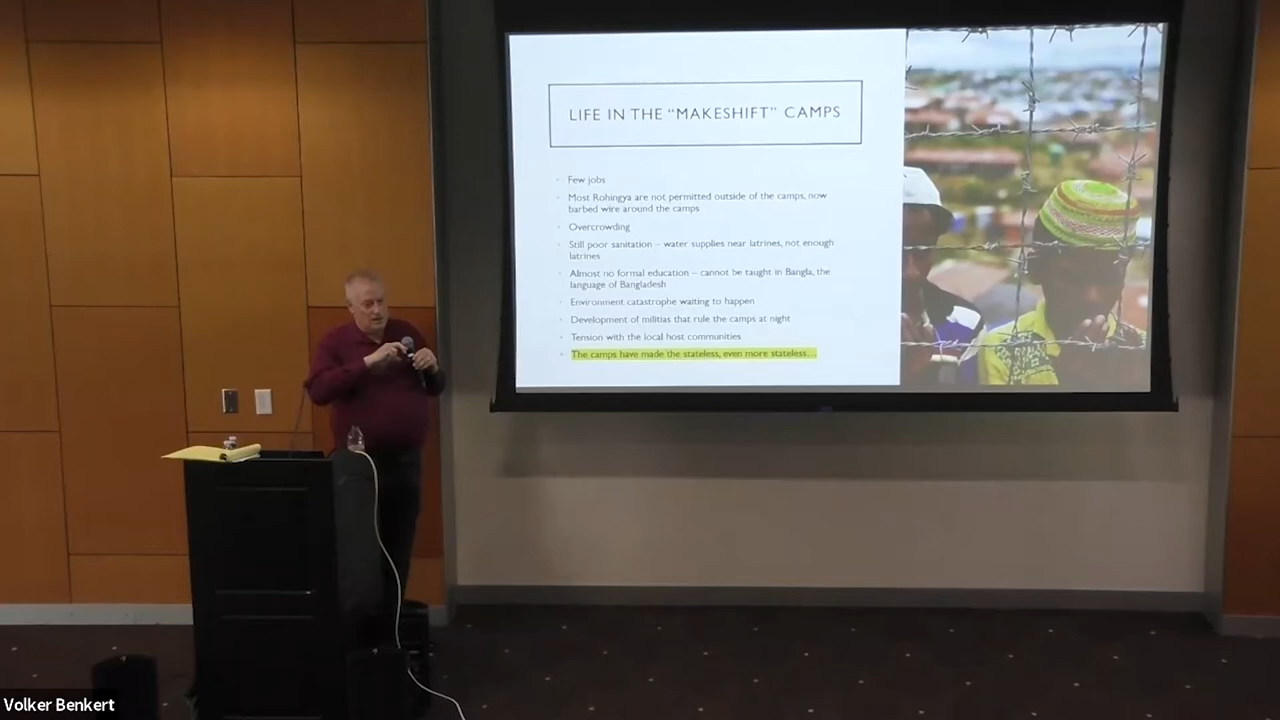 LIFE IN THE “MAKESHIFT” CAMPS
Few jobs
Most Rohingya are not permitted outside of the camps, now
barbed wire around the camps
Overcrowding
Still poor sanitation – water supplies near latrines, not enough
latrines
Almost no formal education – cannot be taught in Bangla, the
language of Bangladesh
Environment catastrophe waiting to happen
Development of militias that rule the camps at night
Tension with the local host communities
The camps have made the stateless, even more stateless…
Volker Benkert